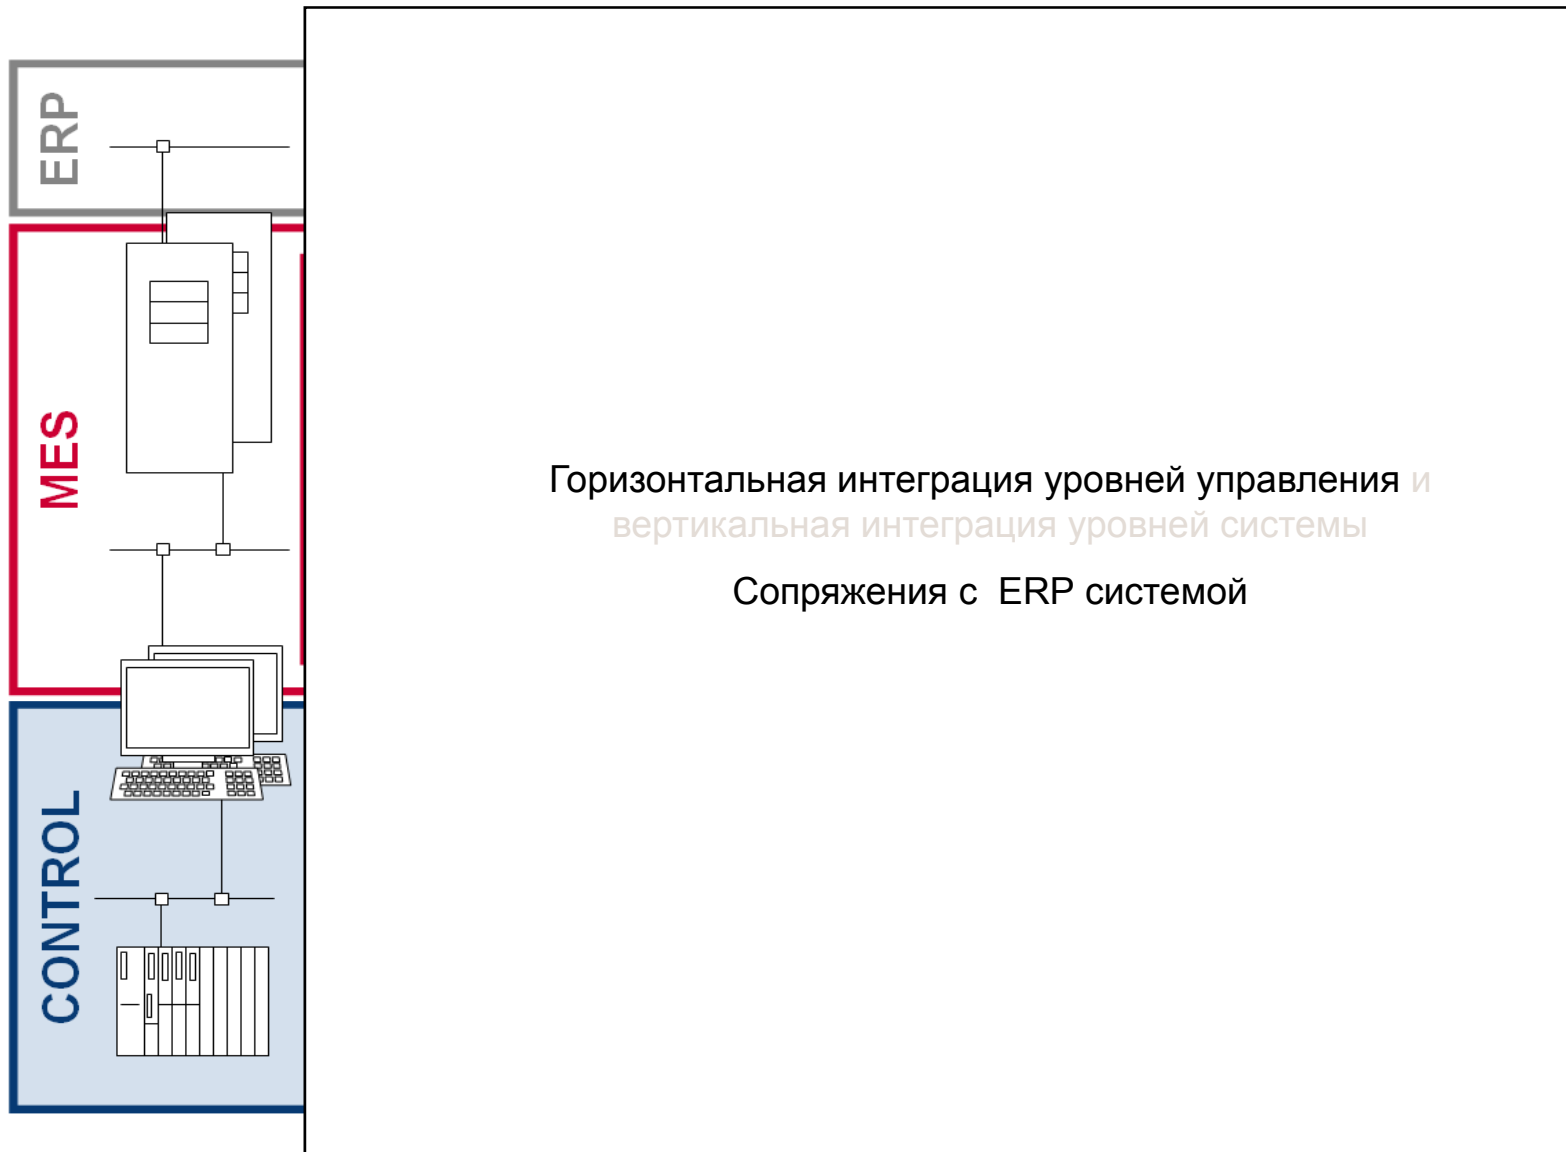 ERP
MES
CONTROL
Горизонтальная интеграция уровней управления и
вертикальная интеграция уровней системы
Сопряжения с  ERP системой